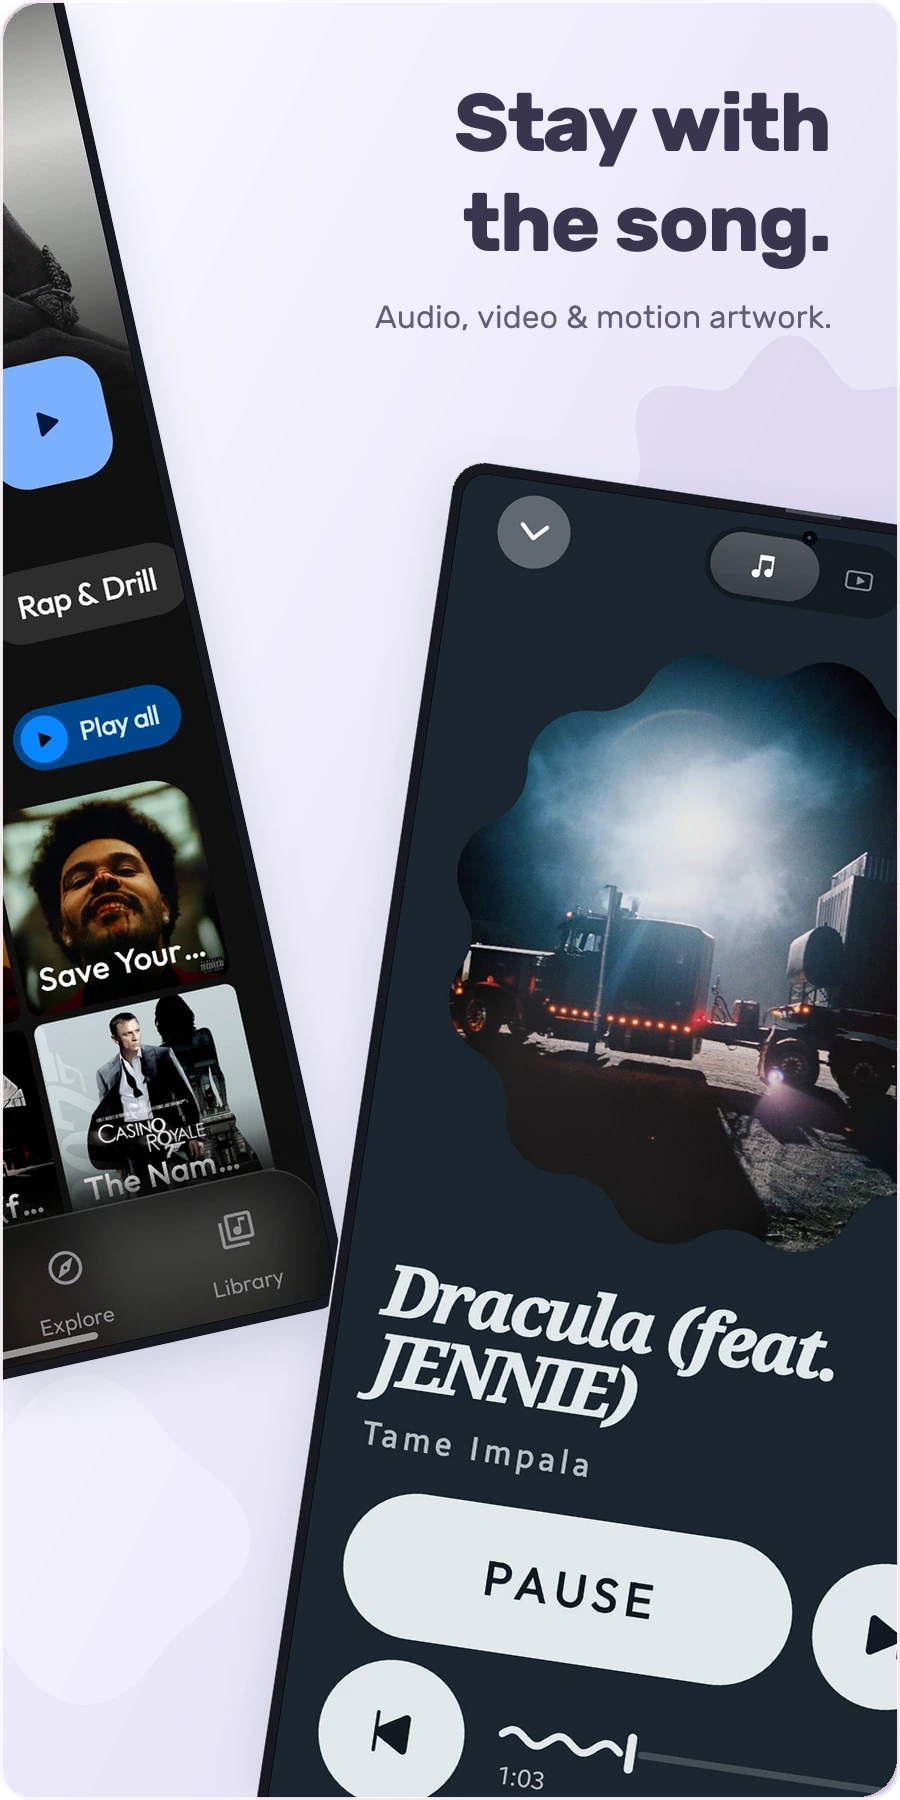 Stay with
the song.
Audio, video & motion artwork.
Rap & Drill
Play all
Save Your...
CASINO ROYALE
The Nam...
(f...
Explore
Library
Dracula (feat.
JENNIE)
Tame Impala
PAUSE
1:03